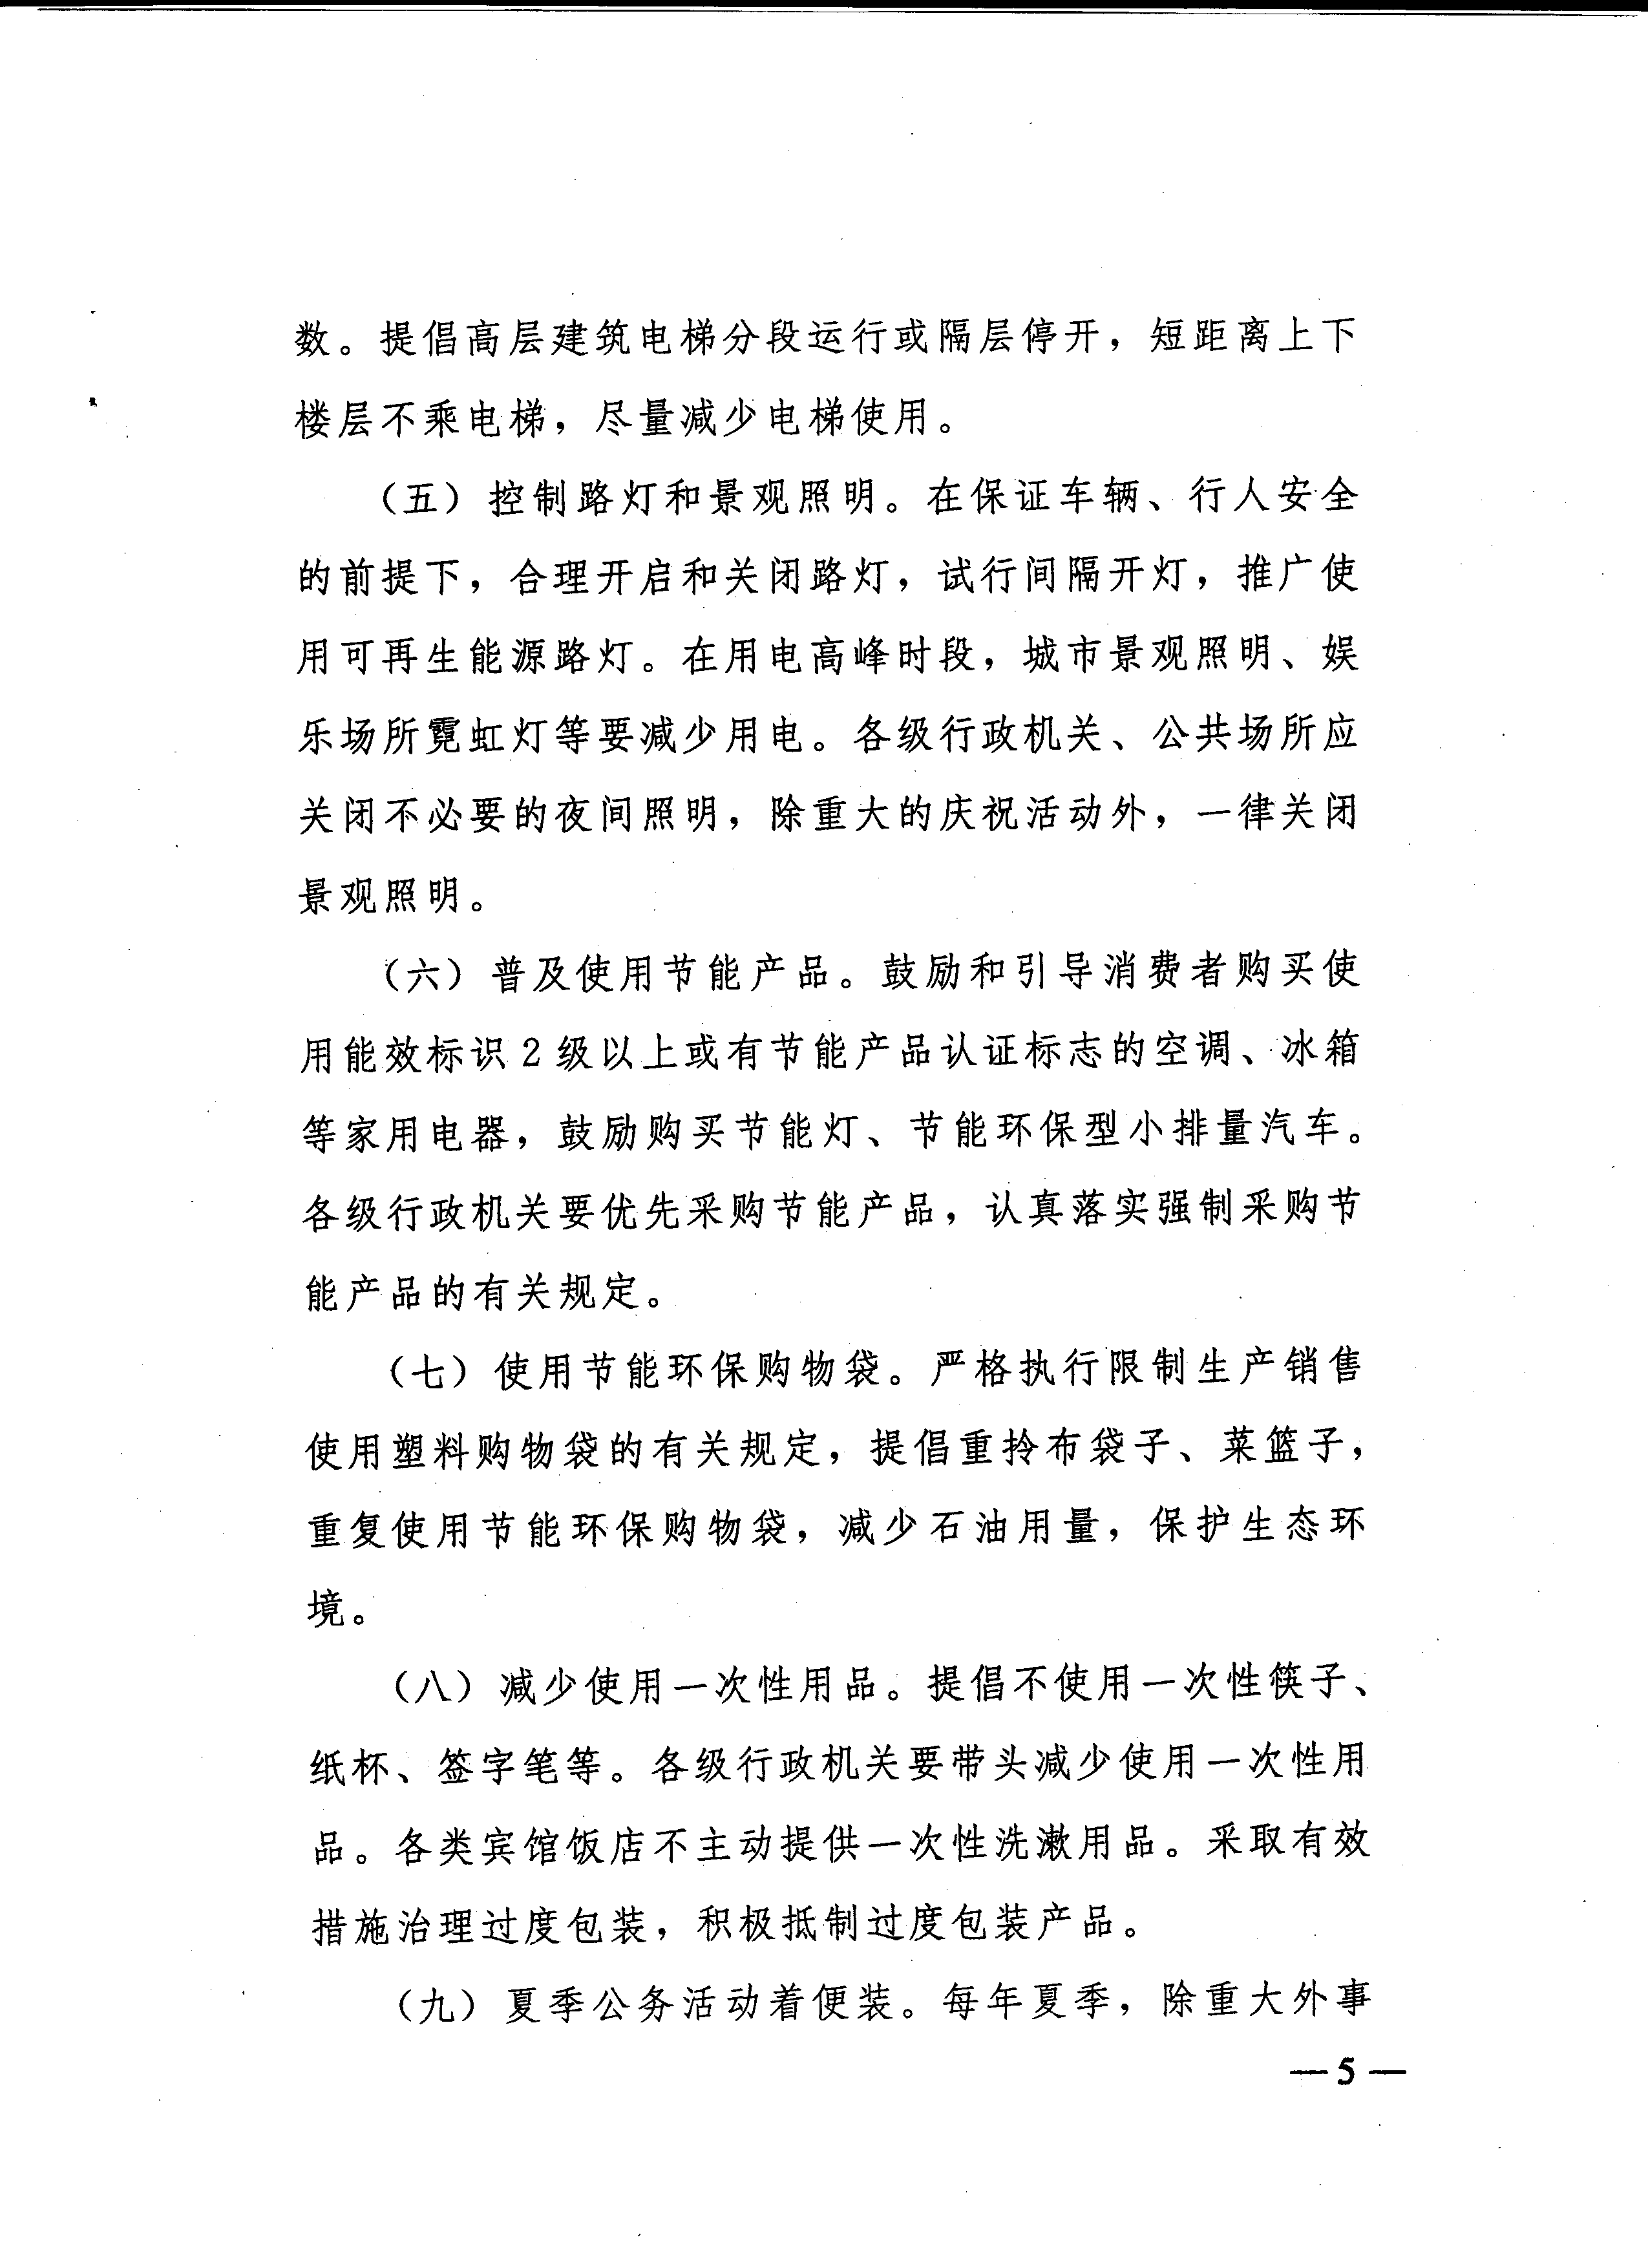 数。提倡高层建筑电梯分段运行或隔层停开，短距离上下
楼层不乘电梯，尽量减少电梯使用。
（五）控制路灯和景观照明。在保证车辆、行人安全
的前提下，合理开启和关闭路灯，试行间隔开灯，推广使
用可再生能源路灯。在用电高峰时段，城市景观照明、娱
乐场所霓虹灯等要减少用电。各级行政机关、公共场所应
关闭不必要的夜间照明，除重大的庆祝活动外，一律关闭
景观照明。
（六）普及使用节能产品。鼓励和引导消费者购买使
用能效标识2级以上或有节能产品认证标志的空调、冰箱
等家用电器，鼓励购买节能灯、节能环保型小排量汽车。
各级行政机关要优先采购节能产品，认真落实强制采购节
能产品的有关规定。
（七）使用节能环保购物袋。严格执行限制生产销售
使用塑料购物袋的有关规定，提倡重拎布袋子、菜篮子，
重复使用节能环保购物袋，减少石油用量，保护生态环
境。
（八）减少使用一次性用品。提倡不使用一次性筷子、
纸杯、签字笔等。各级行政机关要带头减少使用一次性用
品。各类宾馆饭店不主动提供一次性洗漱用品。采取有效
措施治理过度包装，积极抵制过度包装产品。
（九）夏季公务活动着便装。每年夏季，除重大外事
—5—